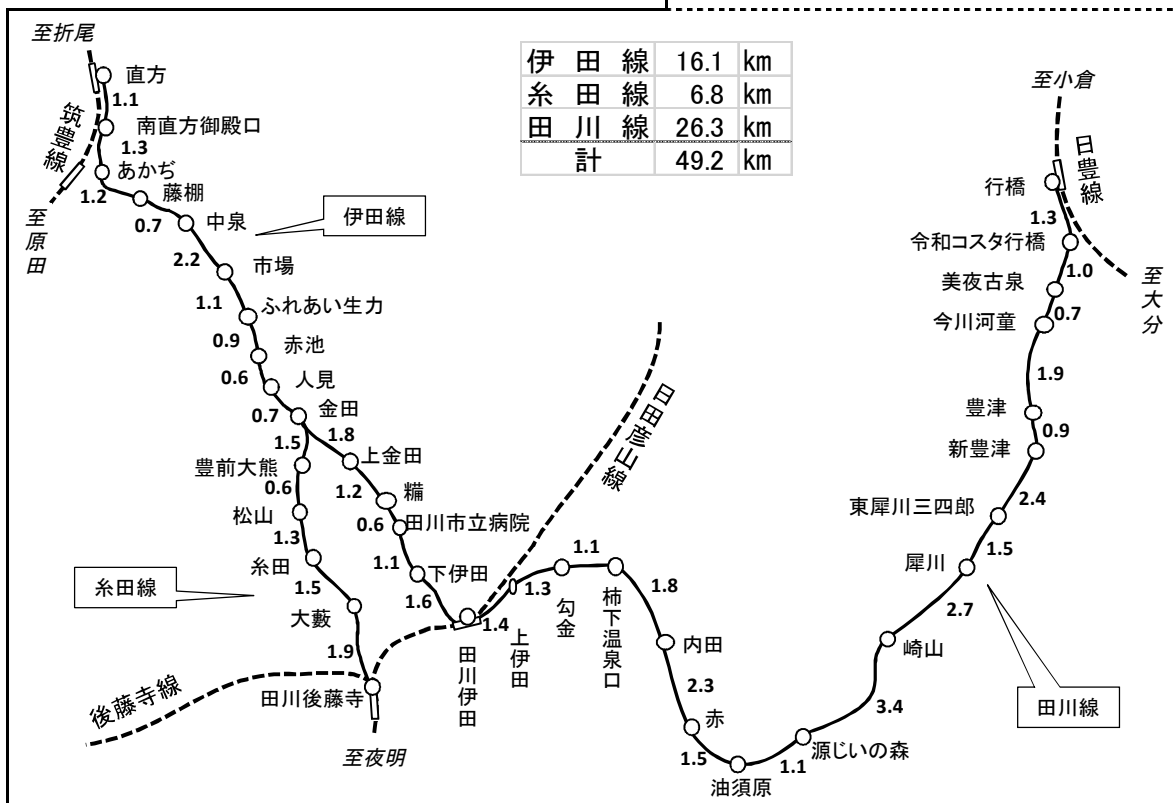 至折尾
直方
1.1
筑豊線
南直方御殿口
1.3
あかぢ
1.2
藤棚
至原田
0.7
中泉
伊田線
2.2
市場
1.1
ふれあい生力
0.9
赤池
0.6
人見
0.7
金田
1.5
1.8
豊前大熊
上金田
0.6
1.2
糒
松山
0.6
田川市立病院
1.3
糸田
1.1
下伊田
糸田線
1.5
大藪
1.6
1.9
田川後藤寺
後藤寺線
至夜明
伊田線 16.1 km
糸田線 6.8 km
田川線 26.3 km
計 49.2 km
日田彦山線
田川伊田
1.4
上伊田
1.3
勾金
1.1
柿下温泉口
1.8
内田
2.3
赤
1.5
油須原
1.1
源じいの森
3.4
崎山
2.7
田川線
犀川
1.5
東犀川三四郎
2.4
新豊津
0.9
豊津
1.9
今川河童
0.7
美夜古泉
1.0
令和コスタ行橋
1.3
行橋
日豊線
至小倉
至大分